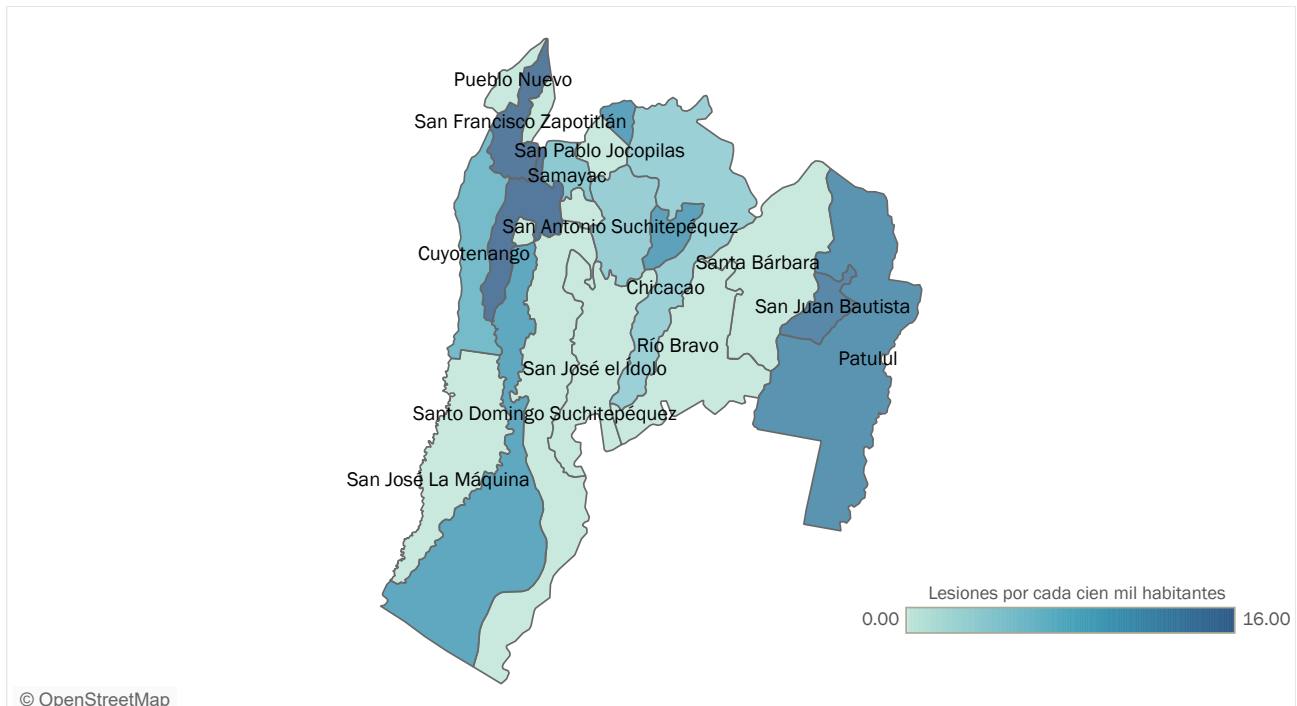 Pueblo Nuevo
San Francisco Zapotitlán
San Pablo Jocopilas
Samayac
San Antonio Suchitepéquez
Cuyotenango
Santa Bárbara
Chicacao
San Juan Bautista
Río Bravo
Patulul
San José el Ídolo
Santo Domingo Suchitepéquez
San José La Máquina
Lesiones por cada cien mil habitantes
0.00
16.00
© OpenStreetMap